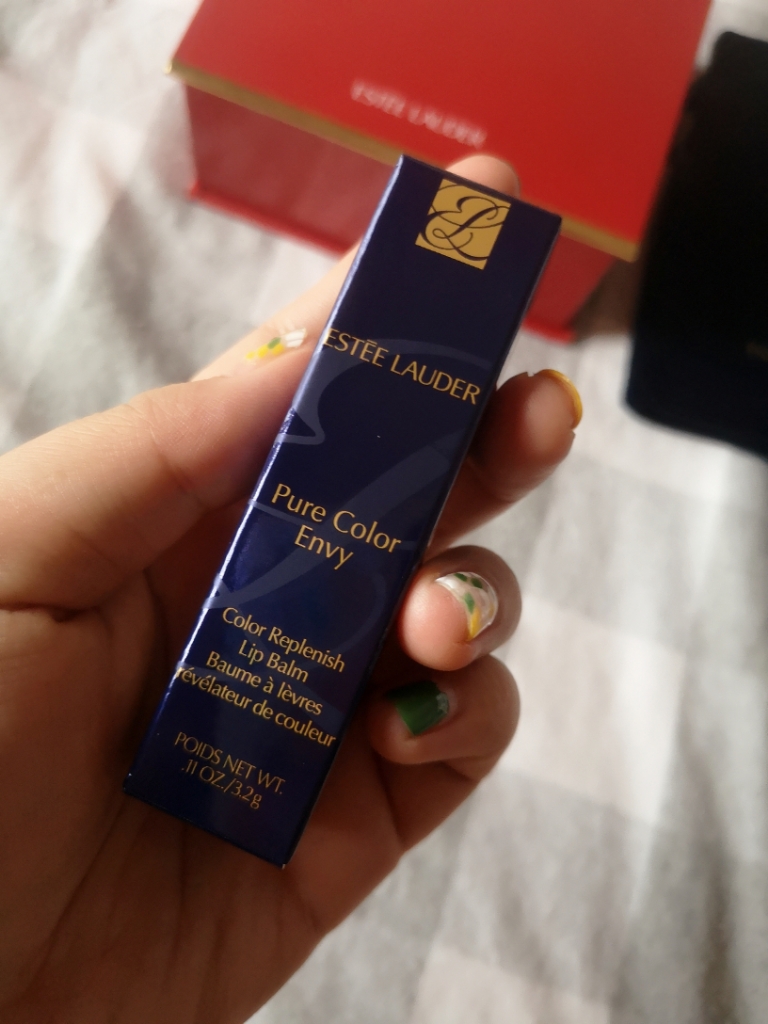 ESTEE LAUDER
ESTĒE LAUDER
Pure Color
Envy
Color Replenish
Lip Balm
Baume à lèvres
révélateur de couleur
POIDS NET WT.
.11 OZ./3.2g